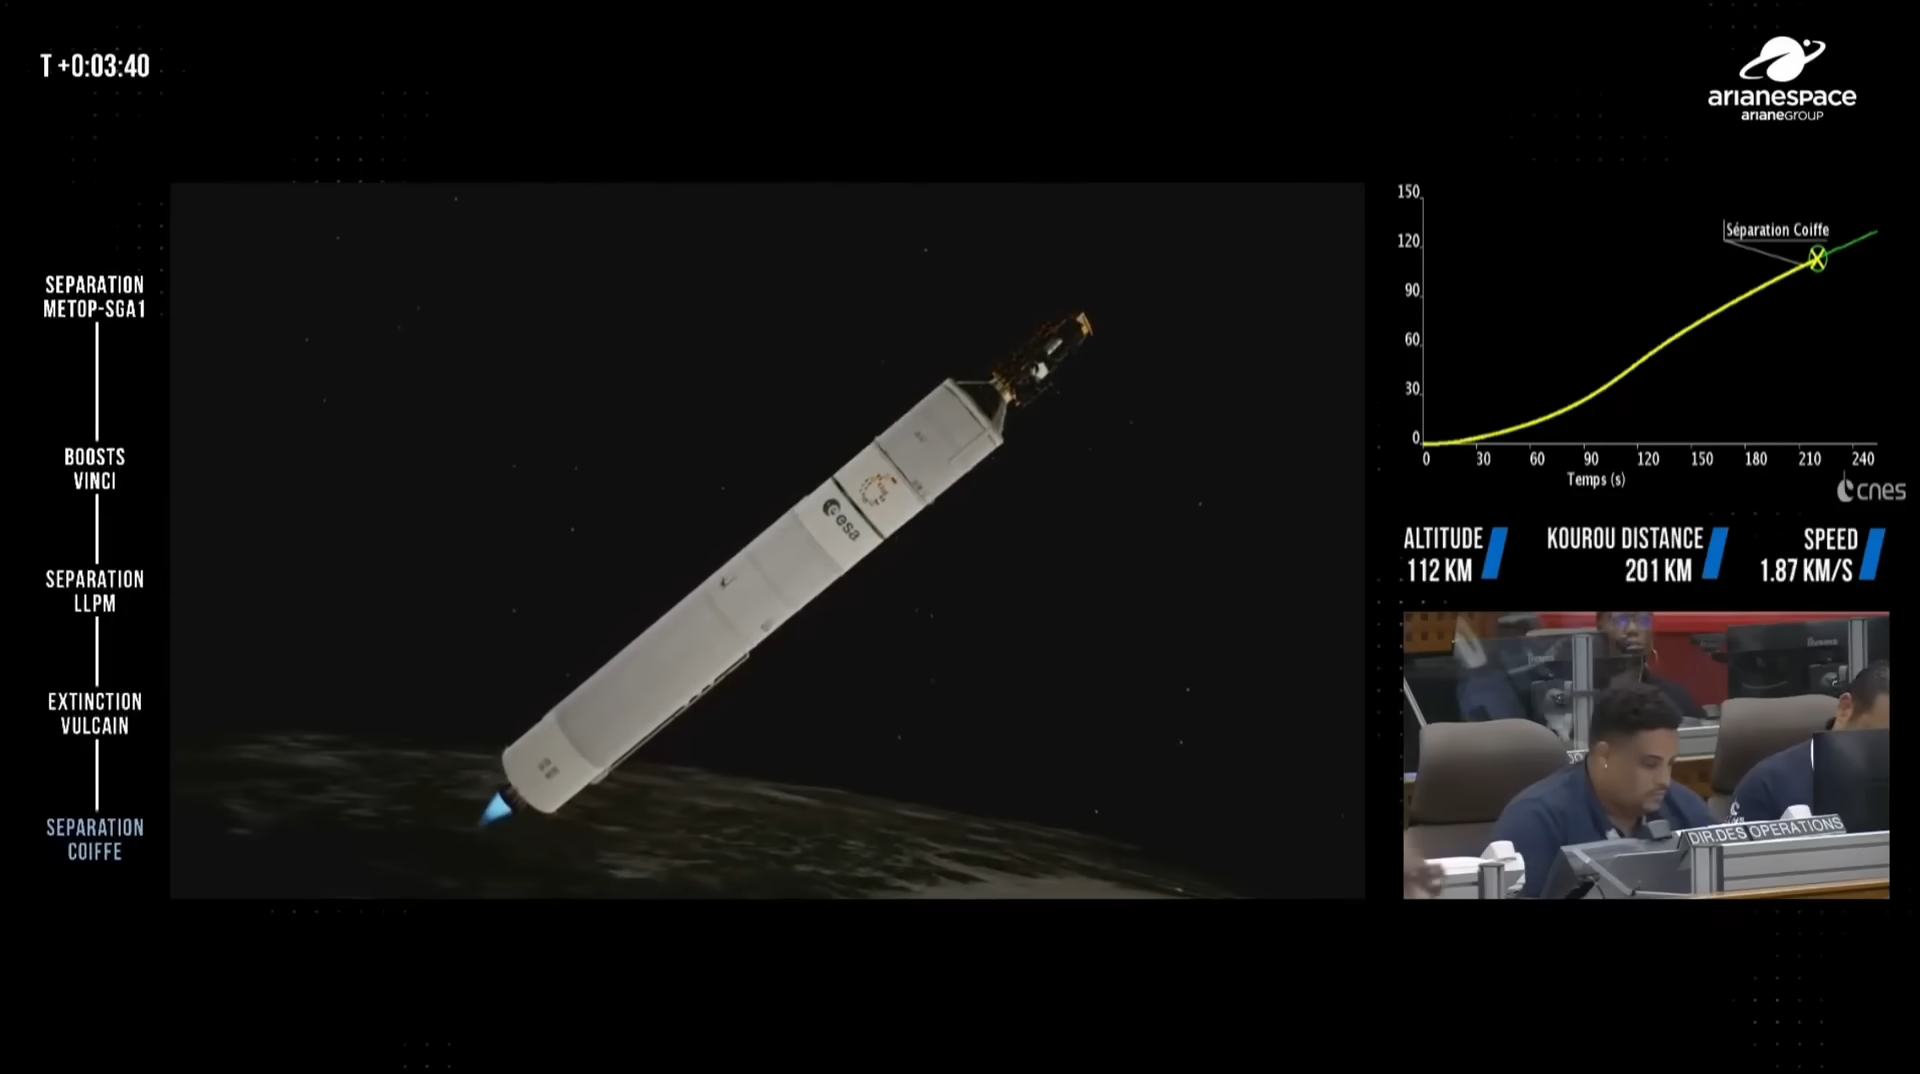 T +0:03:40
arianespace
arianeGROUP
SEPARATION
METOP-SGA1
BOOSTS
VINCI
SEPARATION
LLPM
EXTINCTION
VULCAIN
SEPARATION
COIFFE
esa
150
120
90
60
30
0
Séparation Coiffe
0 30 60 90 120 150 180 210 240
Temps (s)
cnes
ALTITUDE
112 KM
KOUROU DISTANCE
201 KM
SPEED
1.87 KM/S
DIR.DES OPERATIONS